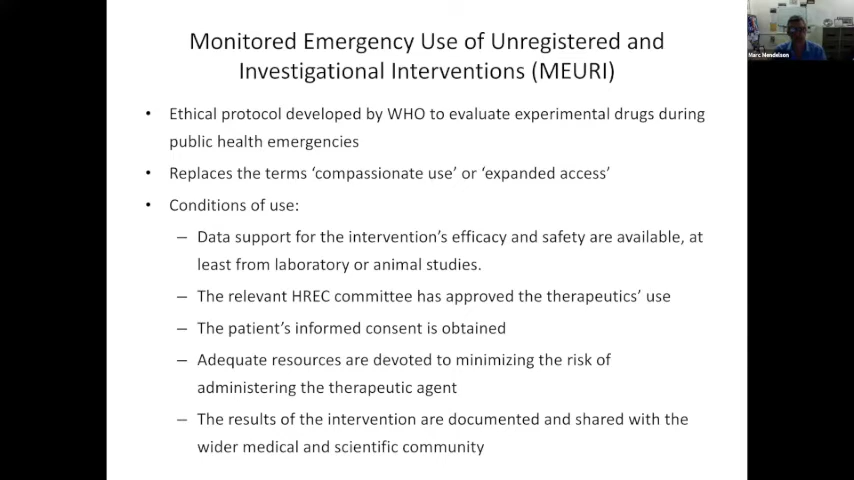 Monitored Emergency Use of Unregistered and
Investigational Interventions (MEURI)
• Ethical protocol developed by WHO to evaluate experimental drugs during
public health emergencies
• Replaces the terms ‘compassionate use’ or ‘expanded access’
• Conditions of use:
– Data support for the intervention’s efficacy and safety are available, at
least from laboratory or animal studies.
– The relevant HREC committee has approved the therapeutics’ use
– The patient’s informed consent is obtained
– Adequate resources are devoted to minimizing the risk of
administering the therapeutic agent
– The results of the intervention are documented and shared with the
wider medical and scientific community
Marc Mendelson